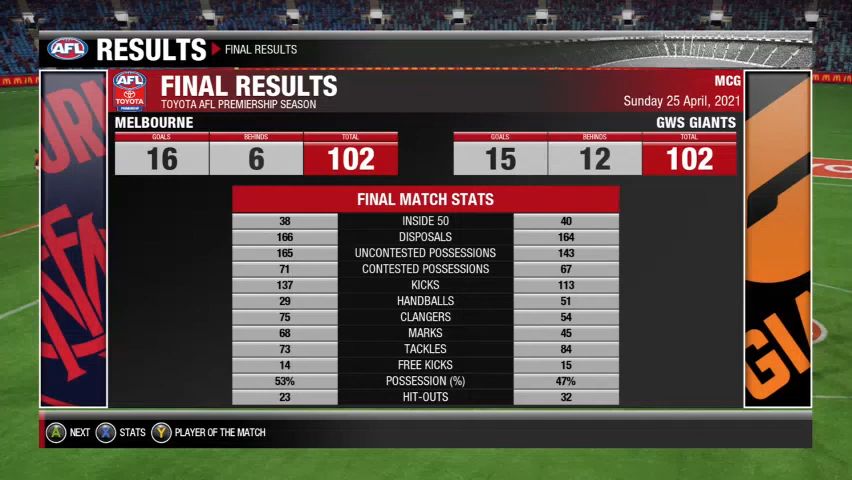 AFL RESULTS FINAL RESULTS
AFL
TOYOTA
FINAL RESULTS
TOYOTA AFL PREMIERSHIP SEASON
MCG
Sunday 25 April, 2021
MELBOURNE
GWS GIANTS
GOALS BEHINDS TOTAL GOALS BEHINDS TOTAL
16 6 102 15 12 102
FINAL MATCH STATS
38 INSIDE 50 40
166 DISPOSALS 164
165 UNCONTESTED POSSESSIONS 143
71 CONTESTED POSSESSIONS 67
137 KICKS 113
29 HANDBALLS 51
75 CLANGERS 54
68 MARKS 45
73 TACKLES 84
14 FREE KICKS 15
53% POSSESSION (%) 47%
23 HIT-OUTS 32
A NEXT X STATS Y PLAYER OF THE MATCH